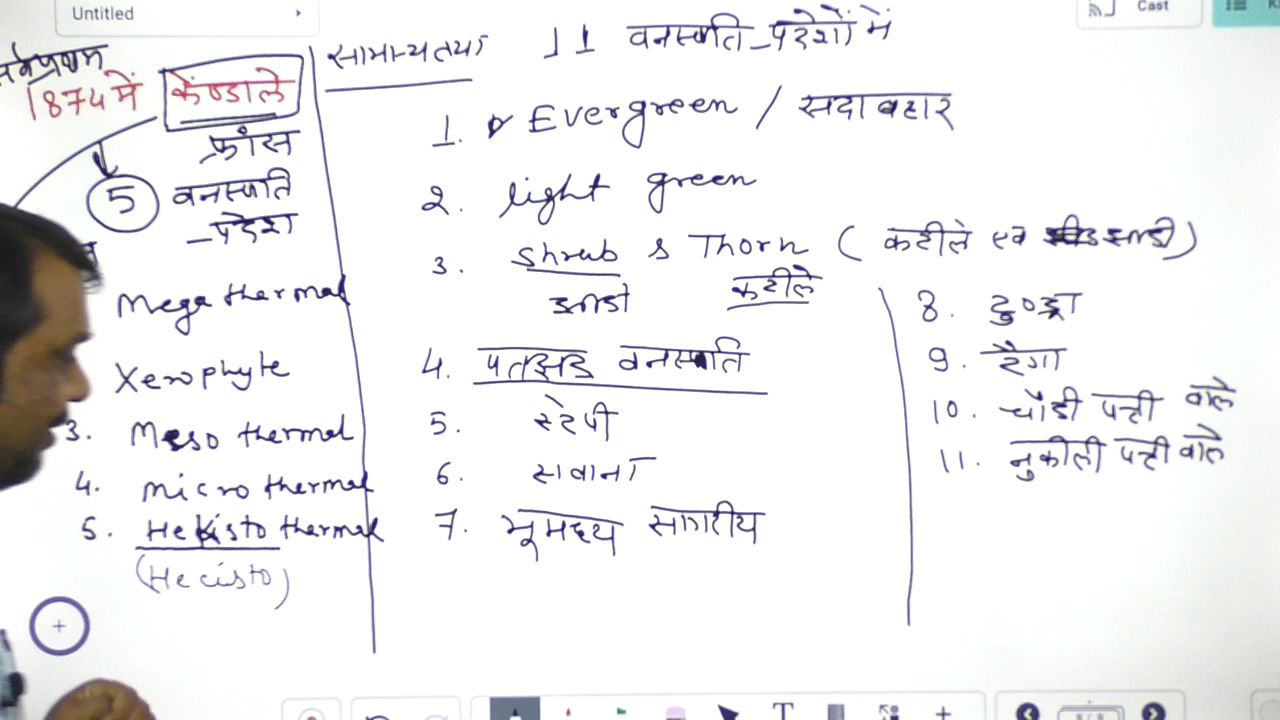 Untitled
Cast
सर्वप्रथम
1874 में केंण्डाले
फ्रांस
5 वनस्पति
-प्रदेश
Mega thermal
Xerophyte
3. Meso thermal
4. micro thermal
5. Hekisto thermal
(Hecisto)
सामान्यतया 11 वनस्पति-प्रदेशों में
1. Evergreen / सदाबहार
2. light green
3. Shrub & Thorn (कटीले एव झाडी)
झाडी कटीले
4. पतझड वनस्पति
5. स्टेपी
6. सवाना
7. भूमध्य सागरीय
8. टुण्ड्रा
9. टैगा
10. चौडी पत्ती वाले
11. नुकीली पत्ती वाले
T